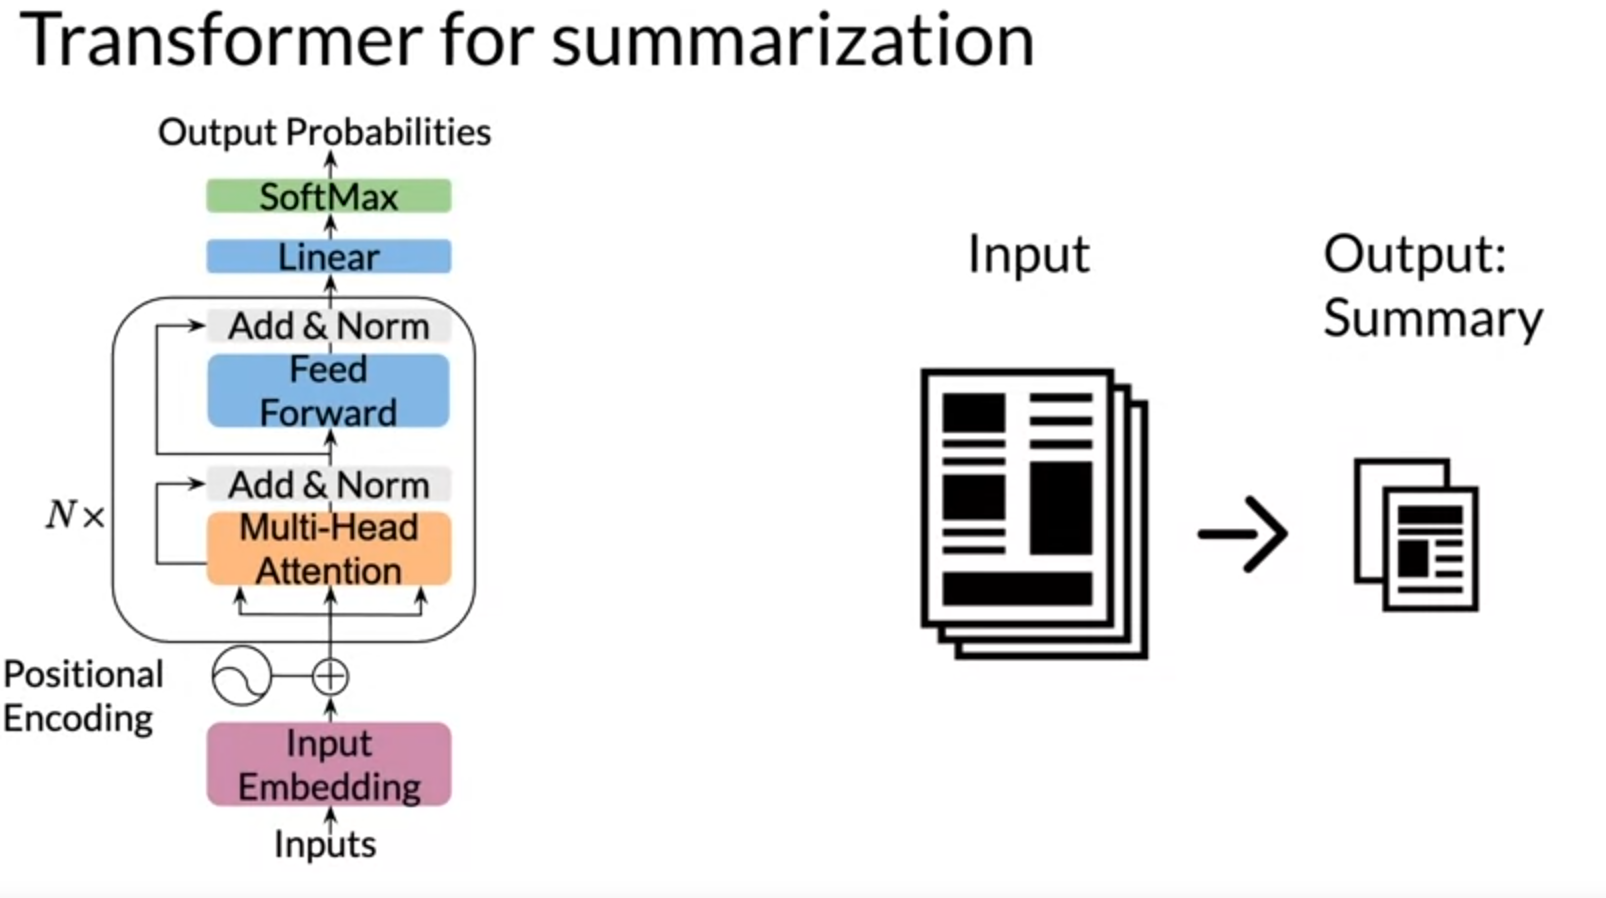 Transformer for summarization
Output Probabilities
SoftMax
Linear
Add & Norm
Feed
Forward
Add & Norm
Multi-Head
Attention
N×
Positional
Encoding
Input
Embedding
Inputs
Input
Output:
Summary